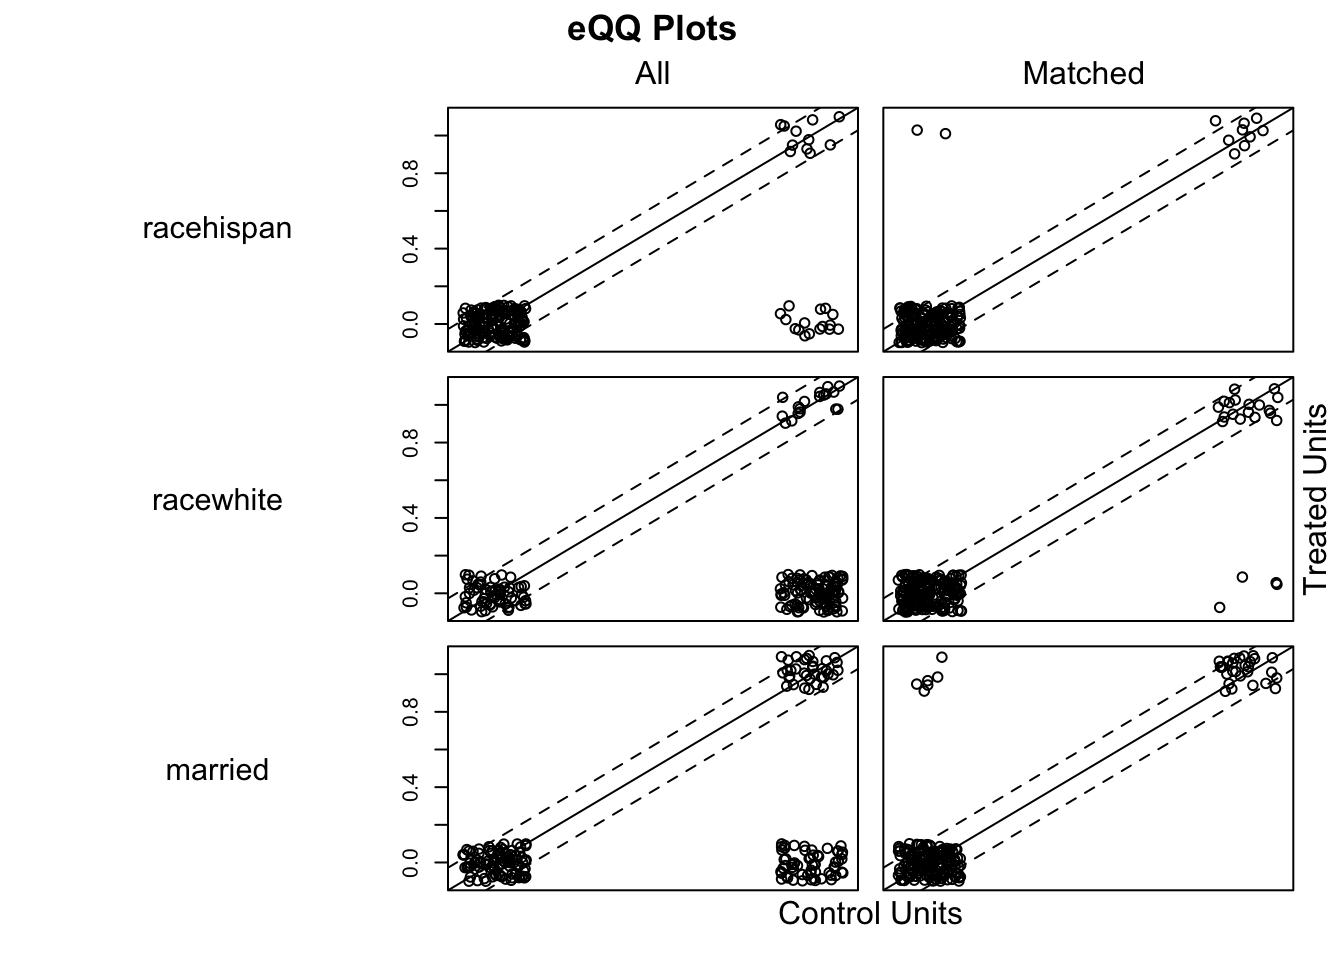 eQQ Plots
All Matched
racehispan
0.8
0.4
0.0
racewhite
0.8
0.4
0.0
married
0.8
0.4
0.0
Treated Units
Control Units